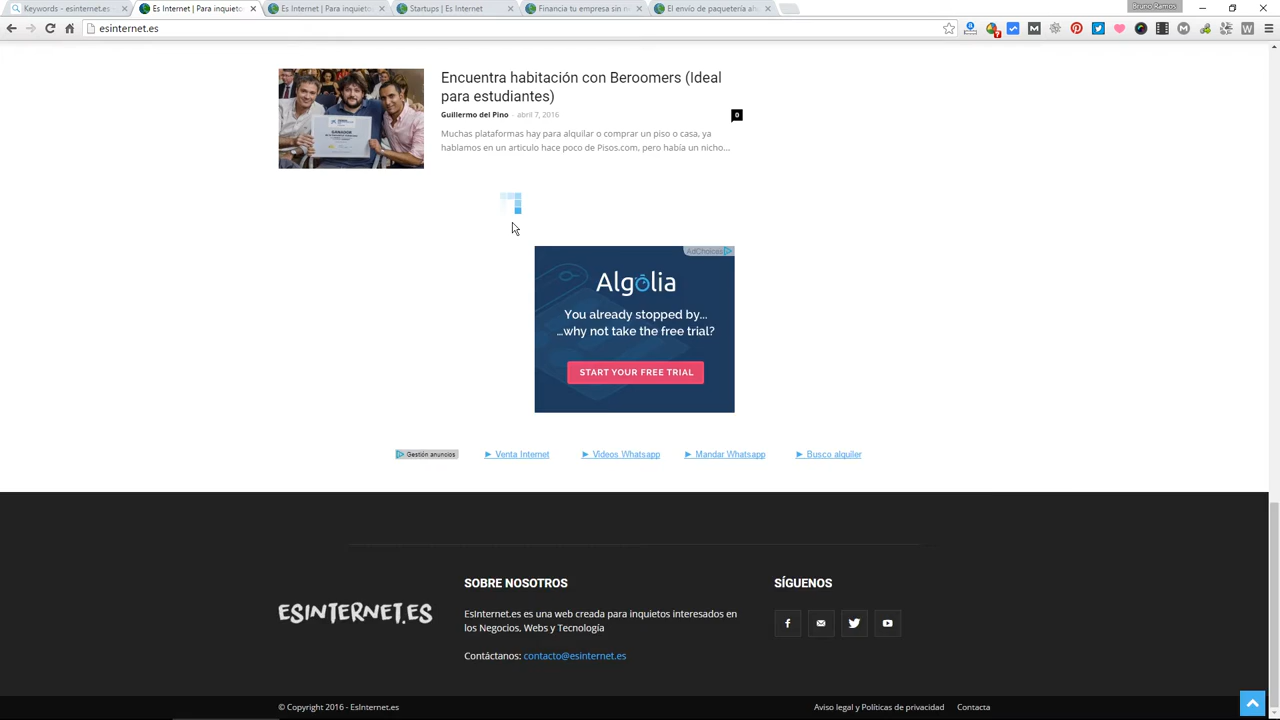 Bruno Ramos
Keywords - esinternet.es
Es Internet | Para inquieto
Es Internet | Para inquieto
Startups | Es Internet
Financia tu empresa sin n
El envío de paquetería ah
esinternet.es
Encuentra habitación con Beroomers (Ideal
para estudiantes)
Guillermo del Pino - abril 7, 2016
0
Muchas plataformas hay para alquilar o comprar un piso o casa, ya
hablamos en un articulo hace poco de Pisos.com, pero había un nicho...
AdChoices
Algolia
You already stopped by...
...why not take the free trial?
START YOUR FREE TRIAL
Gestión anuncios
► Venta Internet
► Videos Whatsapp
► Mandar Whatsapp
► Busco alquiler
ESINTERNET.ES
SOBRE NOSOTROS
EsInternet.es es una web creada para inquietos interesados en
los Negocios, Webs y Tecnología
Contáctanos: contacto@esinternet.es
SÍGUENOS
© Copyright 2016 - EsInternet.es
Aviso legal y Políticas de privacidad
Contacta